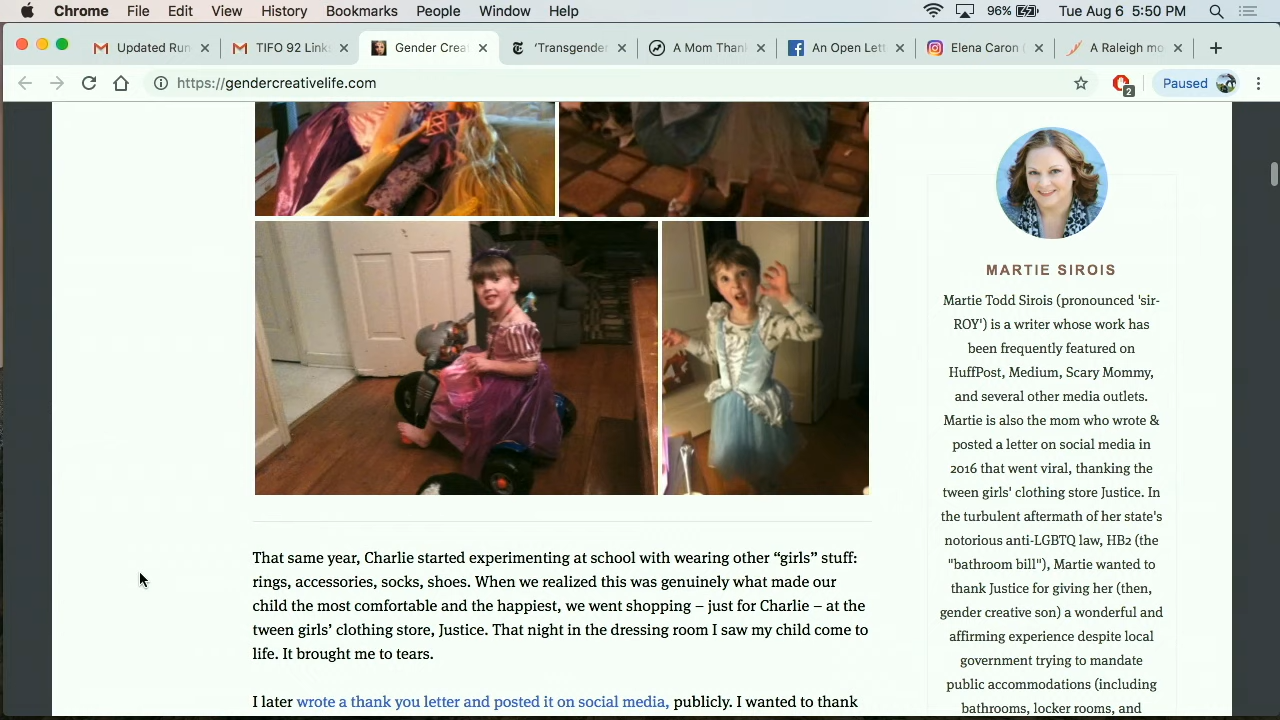 Chrome File Edit View History Bookmarks People Window Help 96% Tue Aug 6 5:50 PM
Updated Run TIFO 92 Link Gender Crea 'Transgender A Mom Than An Open Lett Elena Caron ( A Raleigh mo
https://gendercreativelife.com 2 Paused
MARTIE SIROIS
Martie Todd Sirois (pronounced 'sir-
ROY') is a writer whose work has
been frequently featured on
HuffPost, Medium, Scary Mommy,
and several other media outlets.
Martie is also the mom who wrote &
posted a letter on social media in
2016 that went viral, thanking the
tween girls' clothing store Justice. In
the turbulent aftermath of her state's
notorious anti-LGBTQ law, HB2 (the
"bathroom bill"), Martie wanted to
thank Justice for giving her (then,
gender creative son) a wonderful and
affirming experience despite local
government trying to mandate
public accommodations (including
bathrooms, locker rooms, and
That same year, Charlie started experimenting at school with wearing other “girls” stuff:
rings, accessories, socks, shoes. When we realized this was genuinely what made our
child the most comfortable and the happiest, we went shopping – just for Charlie – at the
tween girls’ clothing store, Justice. That night in the dressing room I saw my child come to
life. It brought me to tears.
I later wrote a thank you letter and posted it on social media, publicly. I wanted to thank